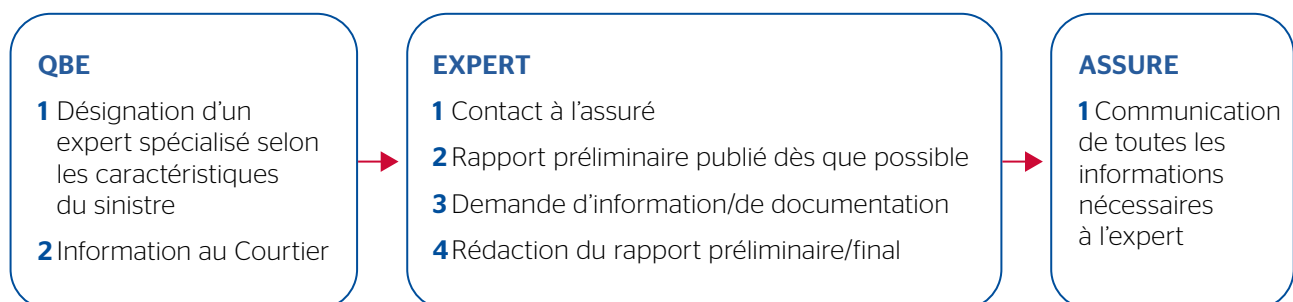 QBE
1 Désignation d'un
expert spécialisé selon
les caractéristiques
du sinistre
2 Information au Courtier
EXPERT
1 Contact à l'assuré
2 Rapport préliminaire publié dès que possible
3 Demande d'information/de documentation
4 Rédaction du rapport préliminaire/final
ASSURE
1 Communication
de toutes les
informations
nécessaires
à l'expert